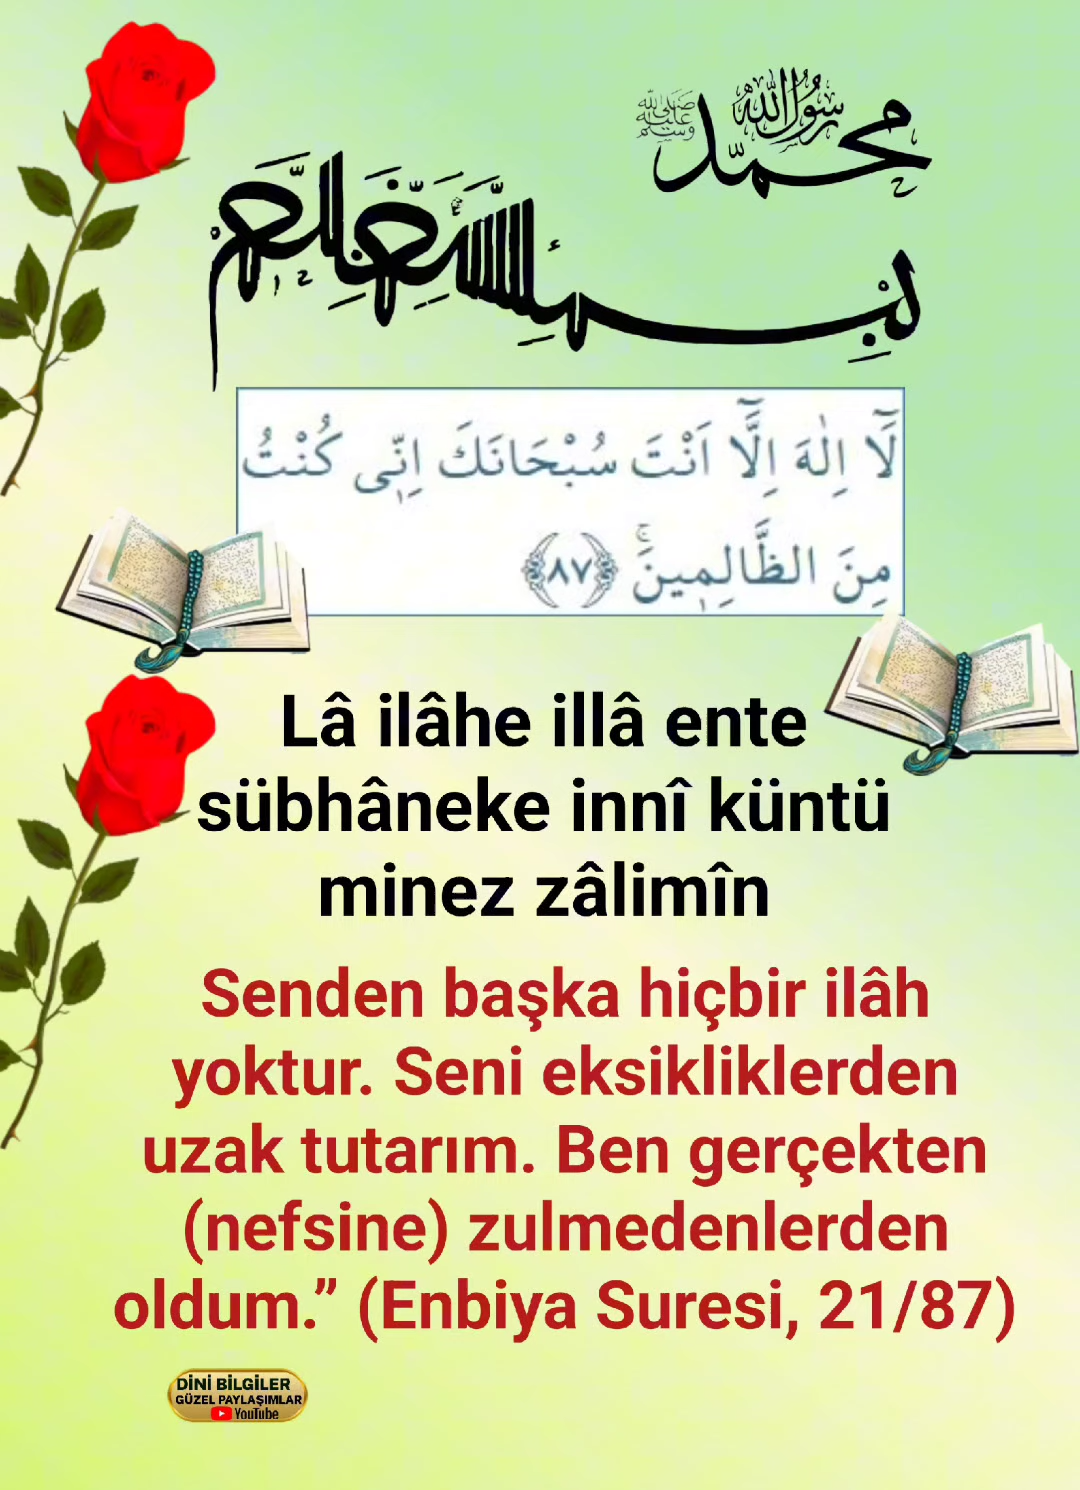 محمد رسول الله
صلى الله عليه وسلم
بسم الله الرحمن الرحيم
لَٓا اِلٰهَ اِلَّٓا اَنْتَ سُبْحَانَكَ اِنّ۪ى كُنْتُ
مِنَ الظَّالِم۪ينَۚ ﴿٨٧﴾
Lâ ilâhe illâ ente
sübhâneke innî küntü
minez zâlimîn
Senden başka hiçbir ilâh
yoktur. Seni eksikliklerden
uzak tutarım. Ben gerçekten
(nefsine) zulmedenlerden
oldum.” (Enbiya Suresi, 21/87)
DİNİ BİLGİLER
GÜZEL PAYLAŞIMLAR
YouTube